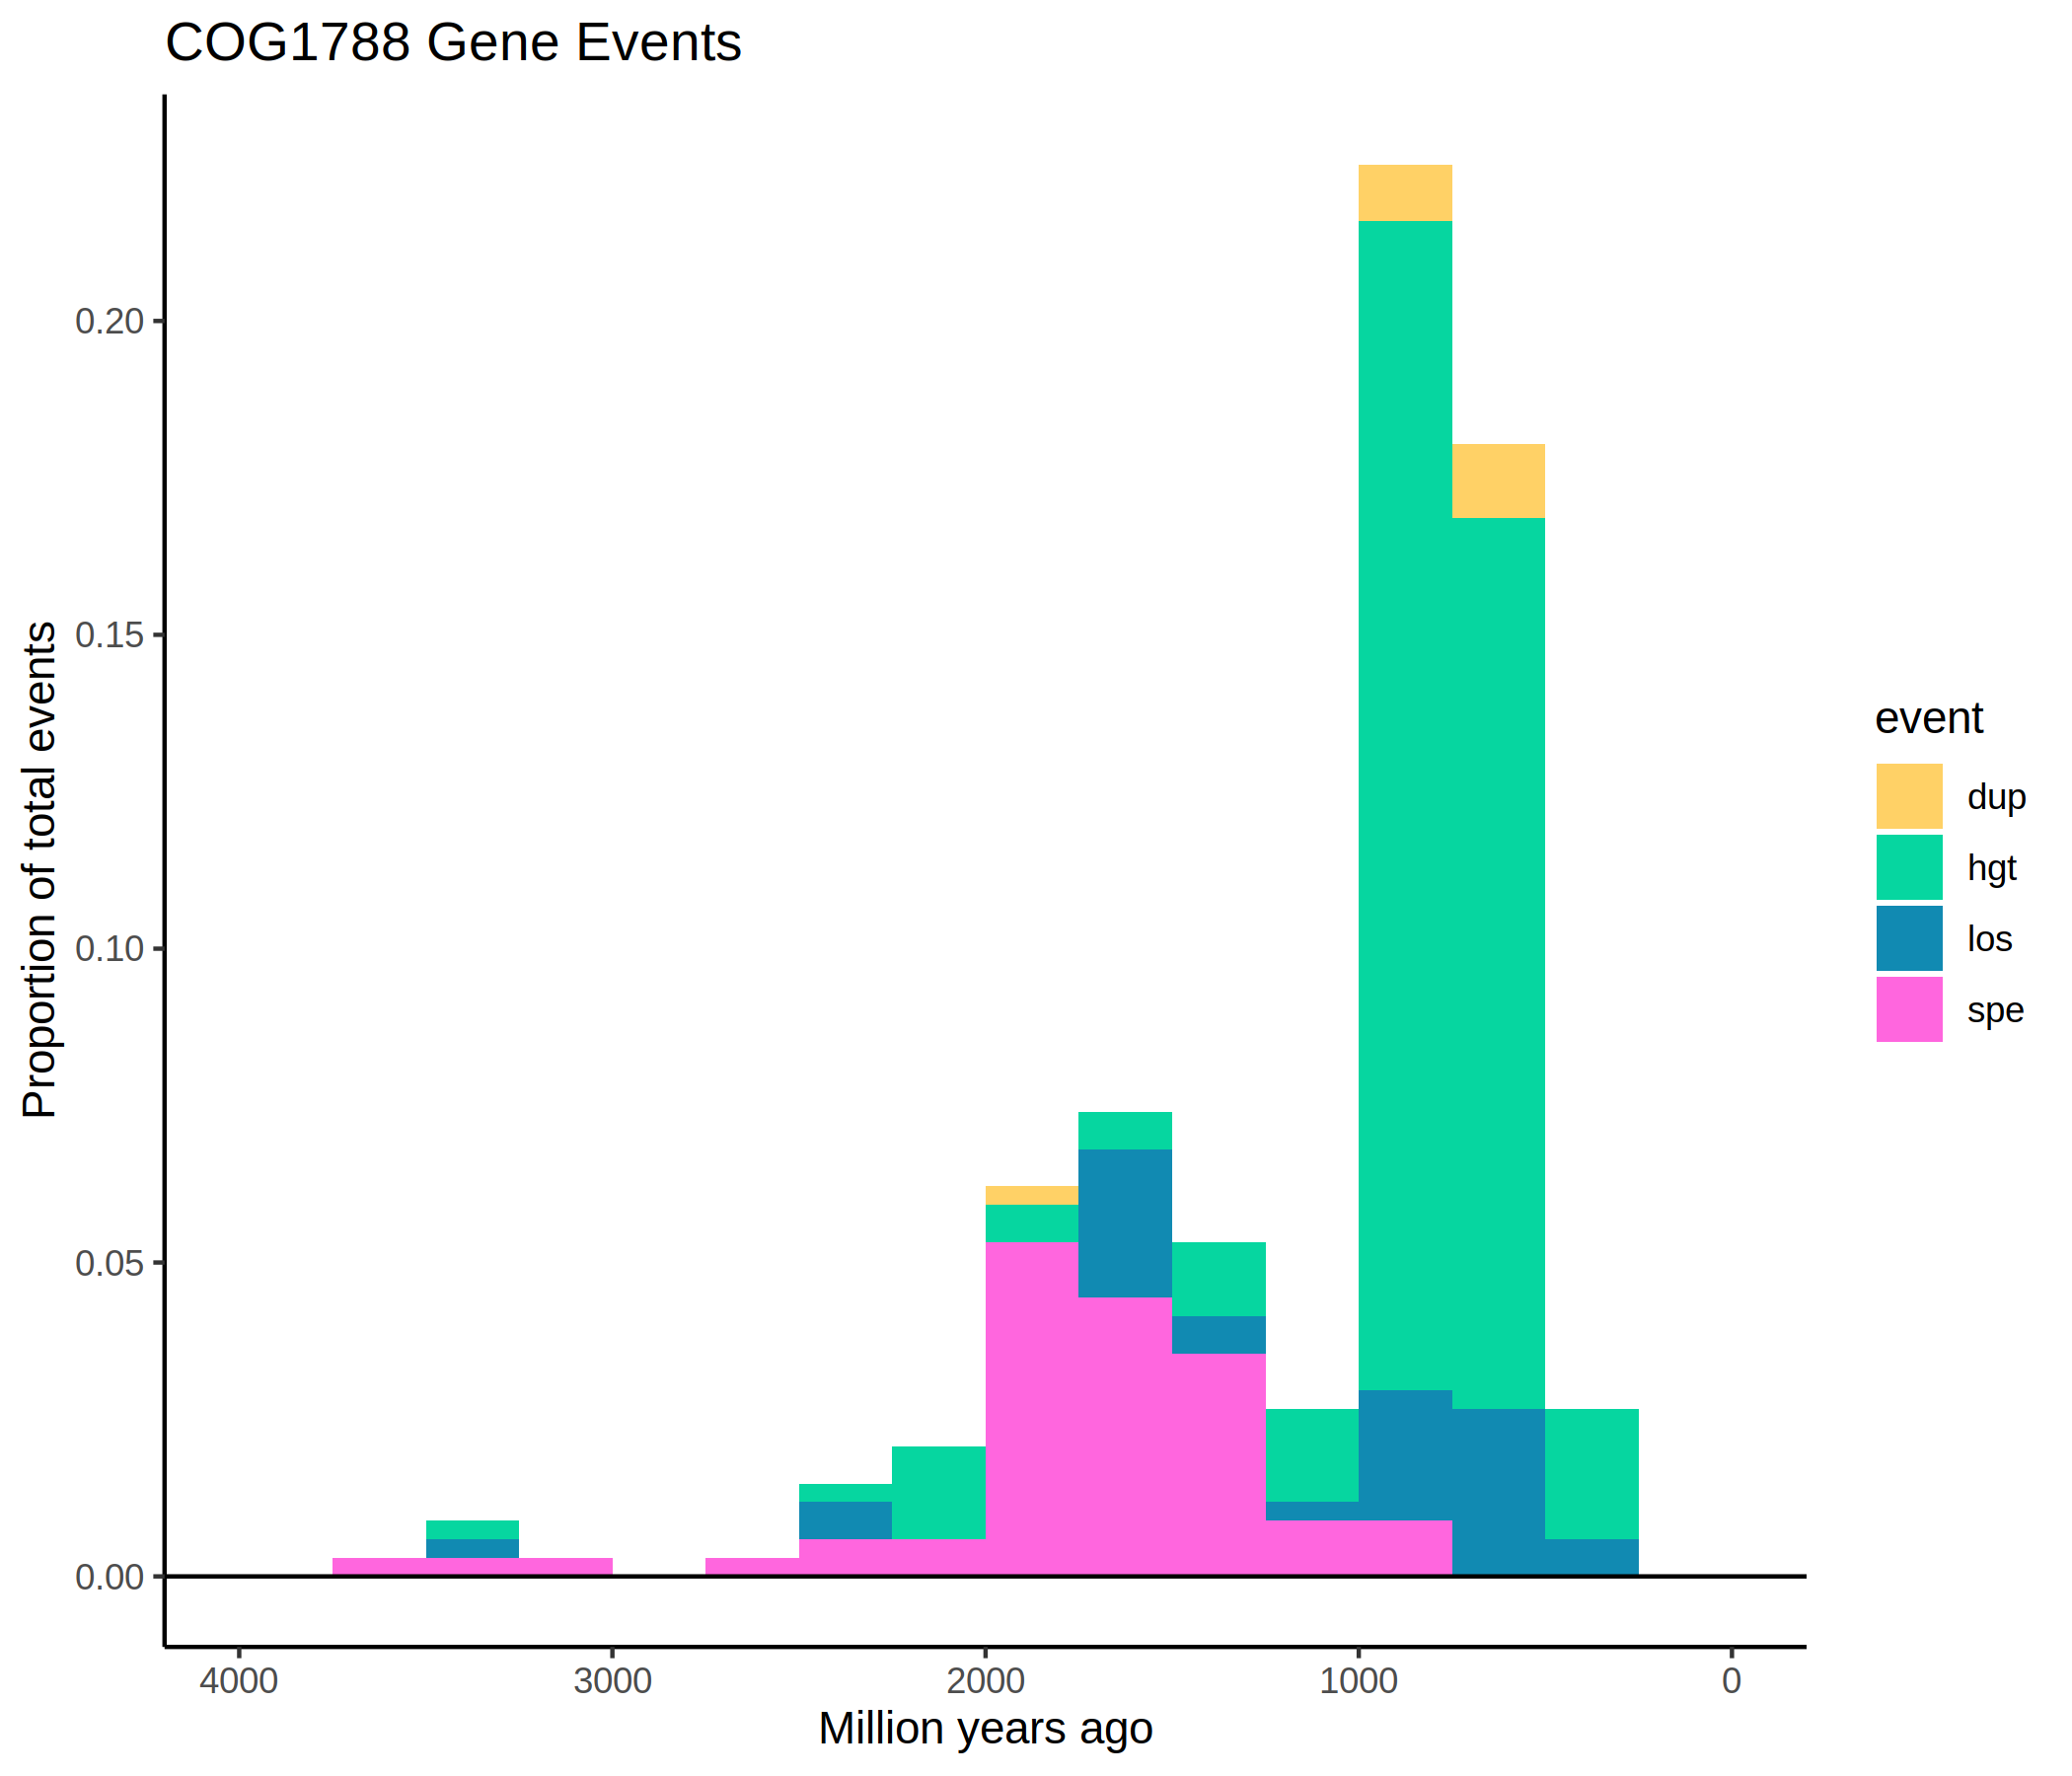 COG1788 Gene Events
Proportion of total events
0.20
0.15
0.10
0.05
0.00
4000 3000 2000 1000 0
Million years ago
event
dup
hgt
los
spe